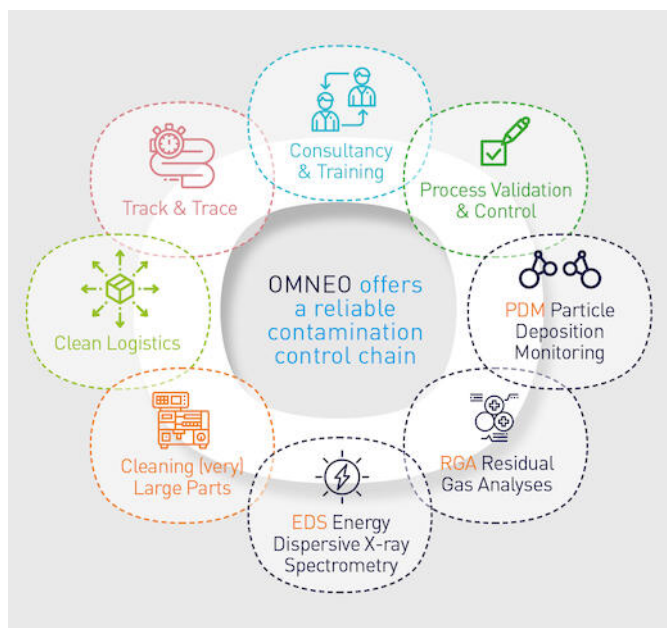 Consultancy
& Training
Process Validation
& Control
PDM Particle
Deposition
Monitoring
RGA Residual
Gas Analyses
EDS Energy
Dispersive X-ray
Spectrometry
Cleaning (very)
Large Parts
Clean Logistics
Track & Trace
OMNEO offers
a reliable
contamination
control chain